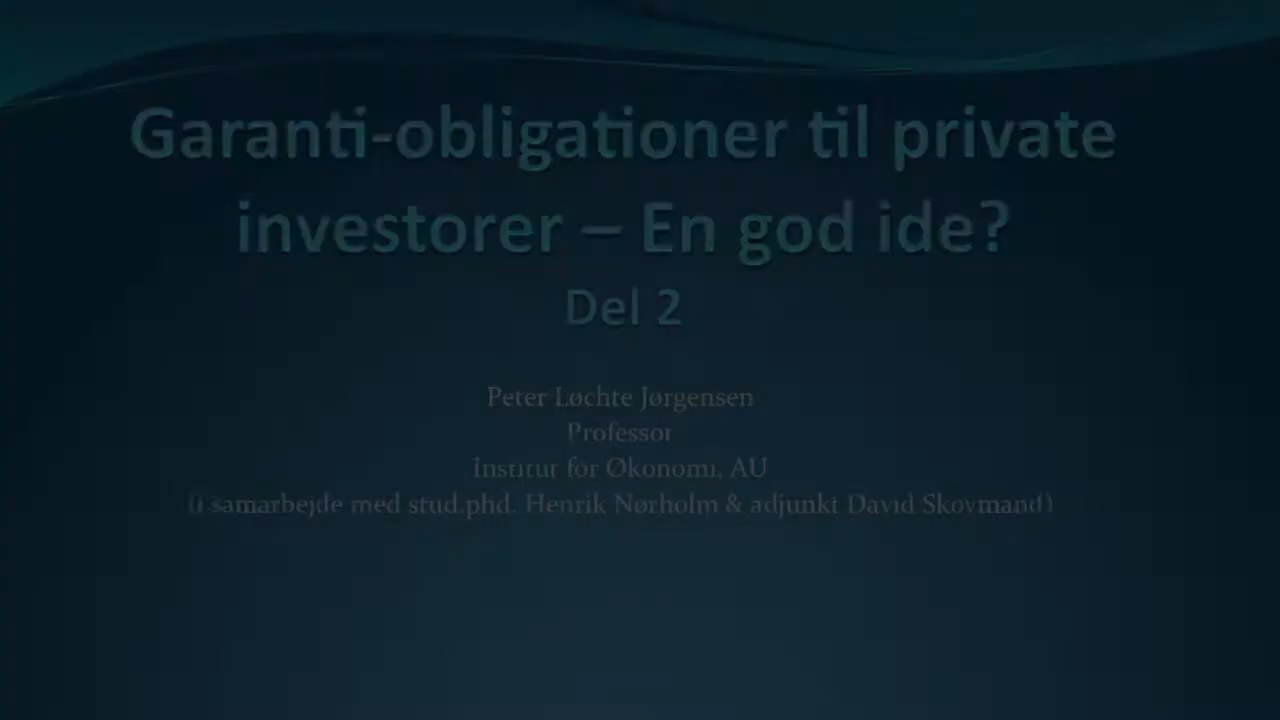 Garanti-obligationer til private
investorer – En god ide?
Del 2
Peter Løchte Jørgensen
Professor
Institut for Økonomi, AU
(i samarbejde med stud.phd. Henrik Nørholm & adjunkt David Skovmand)